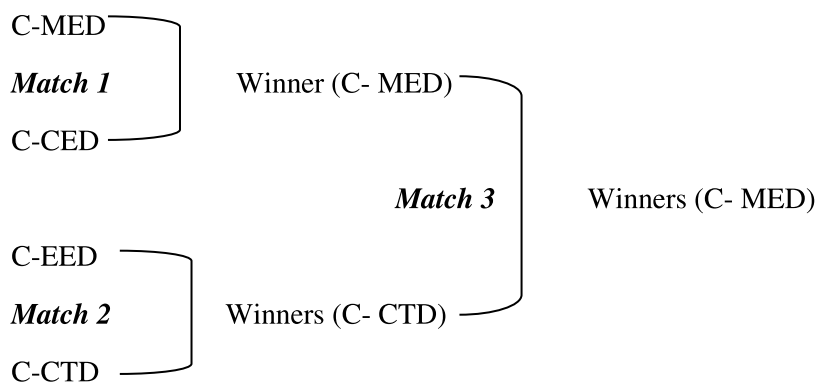 C-MED
Match 1
Winner (C- MED)
C-CED
Match 3
Winners (C- MED)
C-EED
Match 2
Winners (C- CTD)
C-CTD